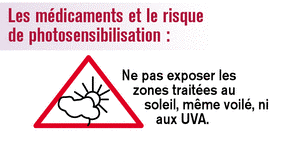 Les médicaments et le risque
de photosensibilisation :
Ne pas exposer les
zones traitées au
soleil, même voilé, ni
aux UVA.